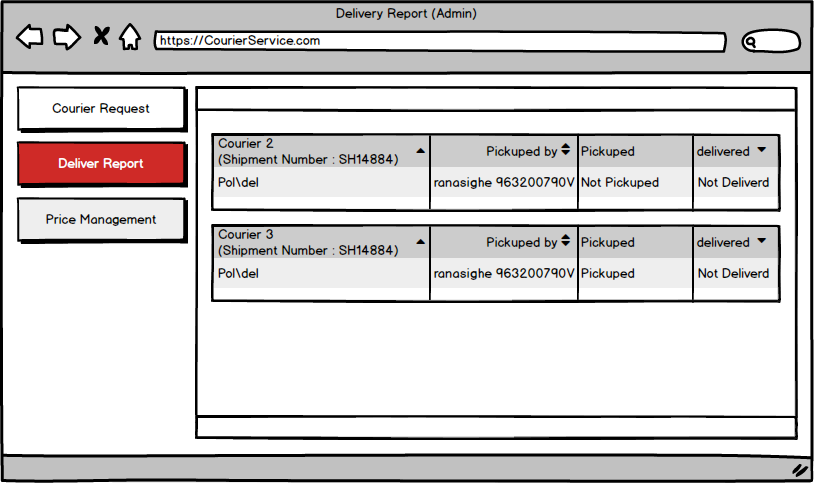 Delivery Report (Admin)
https://CourierService.com
Courier Request
Deliver Report
Price Management
Courier 2
(Shipment Number : SH14884)
Pickuped by
Pickuped
delivered
Pol\del
ranasighe 963200790V
Not Pickuped
Not Deliverd
Courier 3
(Shipment Number : SH14884)
Pickuped by
Pickuped
delivered
Pol\del
ranasighe 963200790V
Pickuped
Not Deliverd